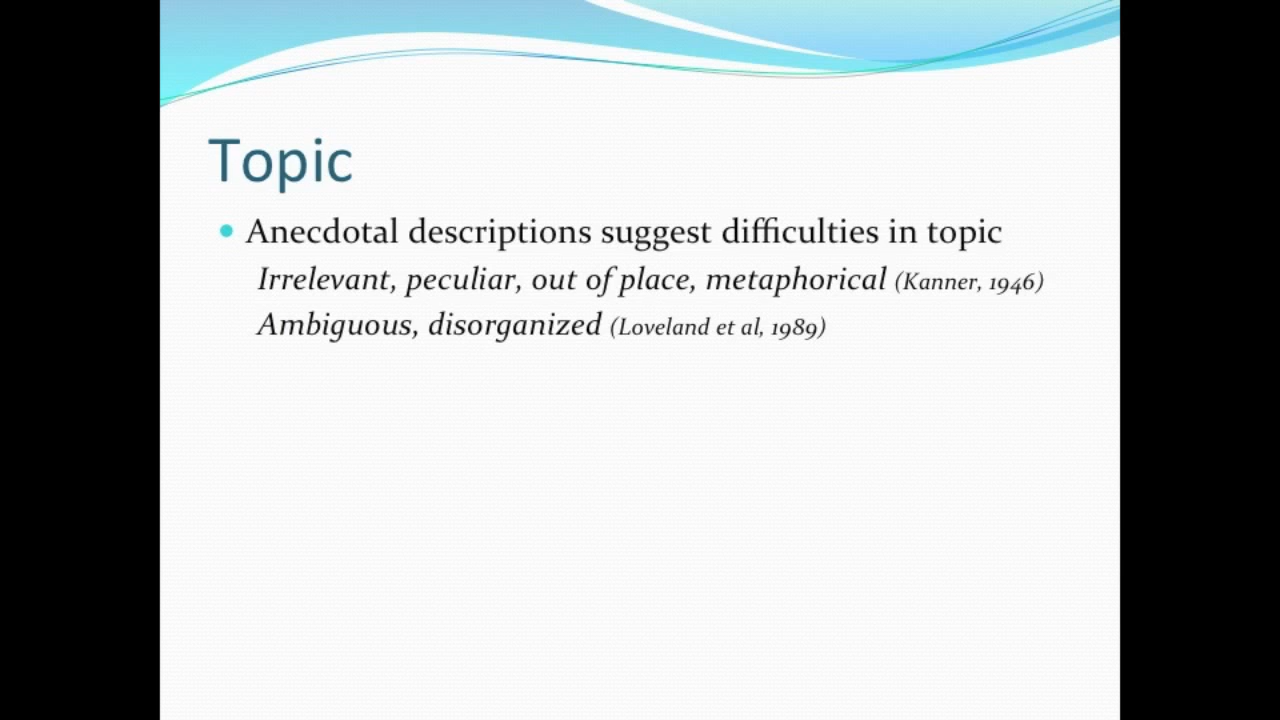 Topic
Anecdotal descriptions suggest difficulties in topic
Irrelevant, peculiar, out of place, metaphorical (Kanner, 1946)
Ambiguous, disorganized (Loveland et al, 1989)